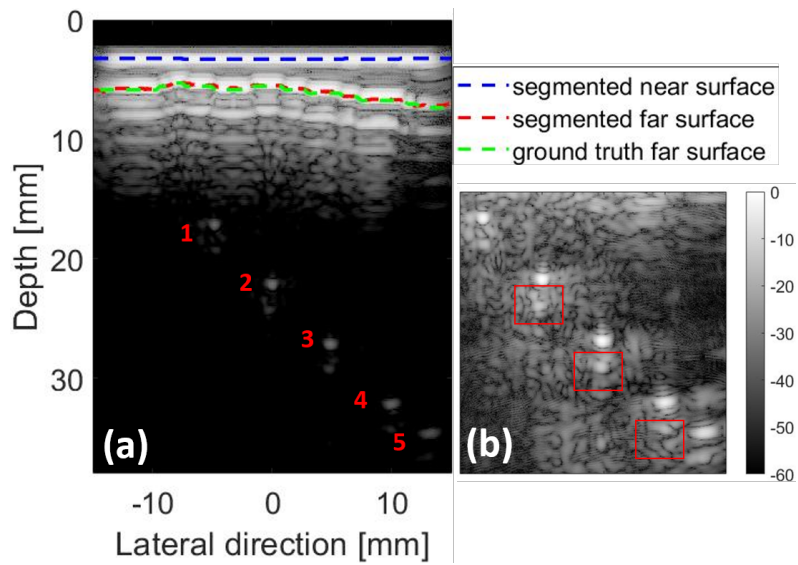 0
10
20
30
Depth [mm]
-10
0
10
Lateral direction [mm]
1
2
3
4
5
(a)
segmented near surface
segmented far surface
ground truth far surface
(b)
0
-10
-20
-30
-40
-50
-60